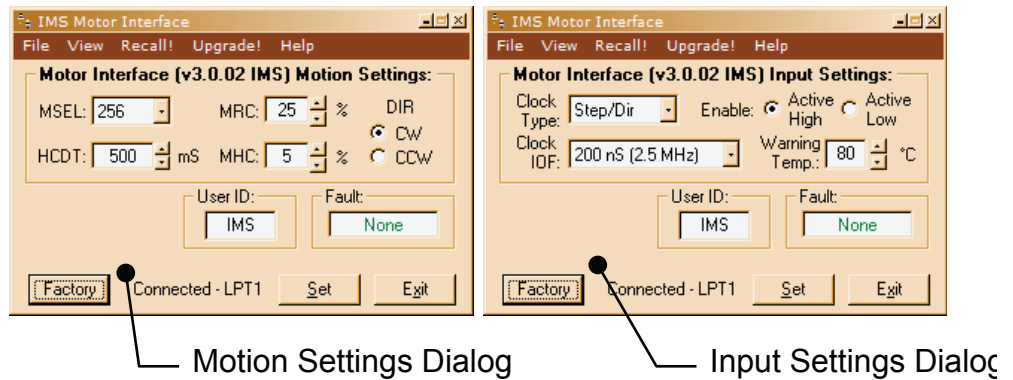 IMS Motor Interface
File View Recall! Upgrade! Help
Motor Interface (v3.0.02 IMS) Motion Settings:
MSEL: 256 MRC: 25 % DIR
CW
HCDT: 500 mS MHC: 5 % CCW
User ID: Fault:
IMS None
Factory Connected - LPT1 Set Exit
Motion Settings Dialog
IMS Motor Interface
File View Recall! Upgrade! Help
Motor Interface (v3.0.02 IMS) Input Settings:
Clock Type: Step/Dir Enable: Active High Active Low
Clock IOF: 200 nS (2.5 MHz) Warning Temp.: 80 °C
User ID: Fault:
IMS None
Factory Connected - LPT1 Set Exit
Input Settings Dialog